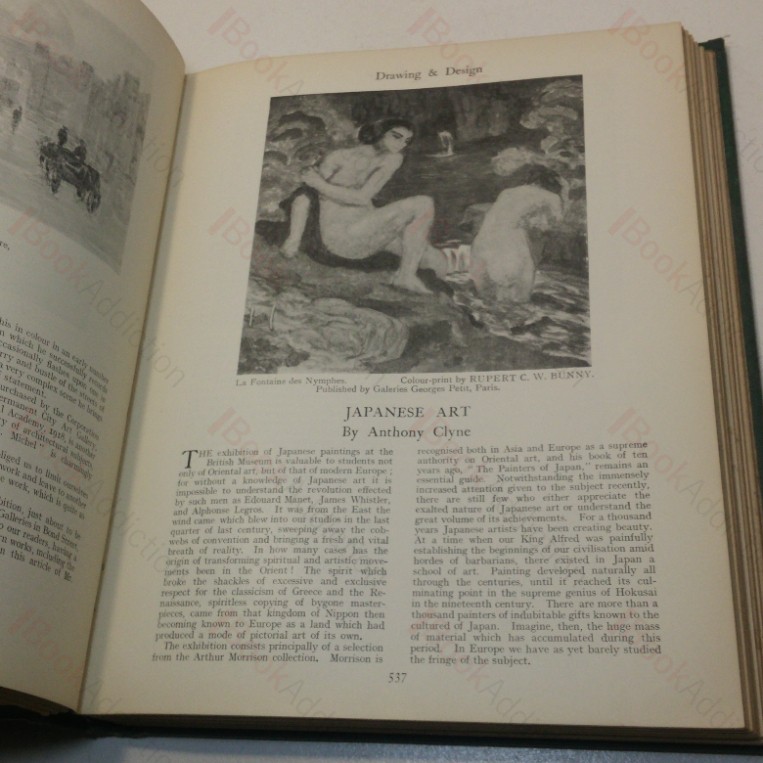 Drawing & Design
La Fontaine des Nymphes. Colour-print by RUPERT C. W. BUNNY.
Published by Galeries Georges Petit, Paris.
JAPANESE ART
By Anthony Clyne
THE exhibition of Japanese paintings at the
British Museum is valuable to students not
only of Oriental art, but of that of modern Europe;
for without a knowledge of Japanese art it is
impossible to understand the revolution effected
by such men as Edouard Manet, James Whistler,
and Alphonse Legros. It was from the East the
wind came which blew into our studios in the last
quarter of last century, sweeping away the cob-
webs of convention and bringing a fresh and vital
breath of reality. In how many cases has the
origin of transforming spiritual and artistic move-
ments been in the Orient! The spirit which
broke the shackles of excessive and exclusive
respect for the classicism of Greece and the Re-
naissance, spiritless copying of bygone master-
pieces, came from that kingdom of Nippon then
becoming known to Europe as a land which had
produced a mode of pictorial art of its own.
The exhibition consists principally of a selection
from the Arthur Morrison collection. Morrison is
recognised both in Asia and Europe as a supreme
authority on Oriental art, and his book of ten
years ago, "The Painters of Japan," remains an
essential guide. Notwithstanding the immensely
increased attention given to the subject recently,
there are still few who either appreciate the
exalted nature of Japanese art or understand the
great volume of its achievements. For a thousand
years Japanese artists have been creating beauty.
At a time when our King Alfred was painfully
establishing the beginnings of our civilisation amid
hordes of barbarians, there existed in Japan a
school of art. Painting developed naturally all
through the centuries, until it reached its cul-
minating point in the supreme genius of Hokusai
in the nineteenth century. There are more than a
thousand painters of indubitable gifts known to the
cultured of Japan. Imagine, then, the huge mass
of material which has accumulated during this
period. In Europe we have as yet barely studied
the fringe of the subject.
537